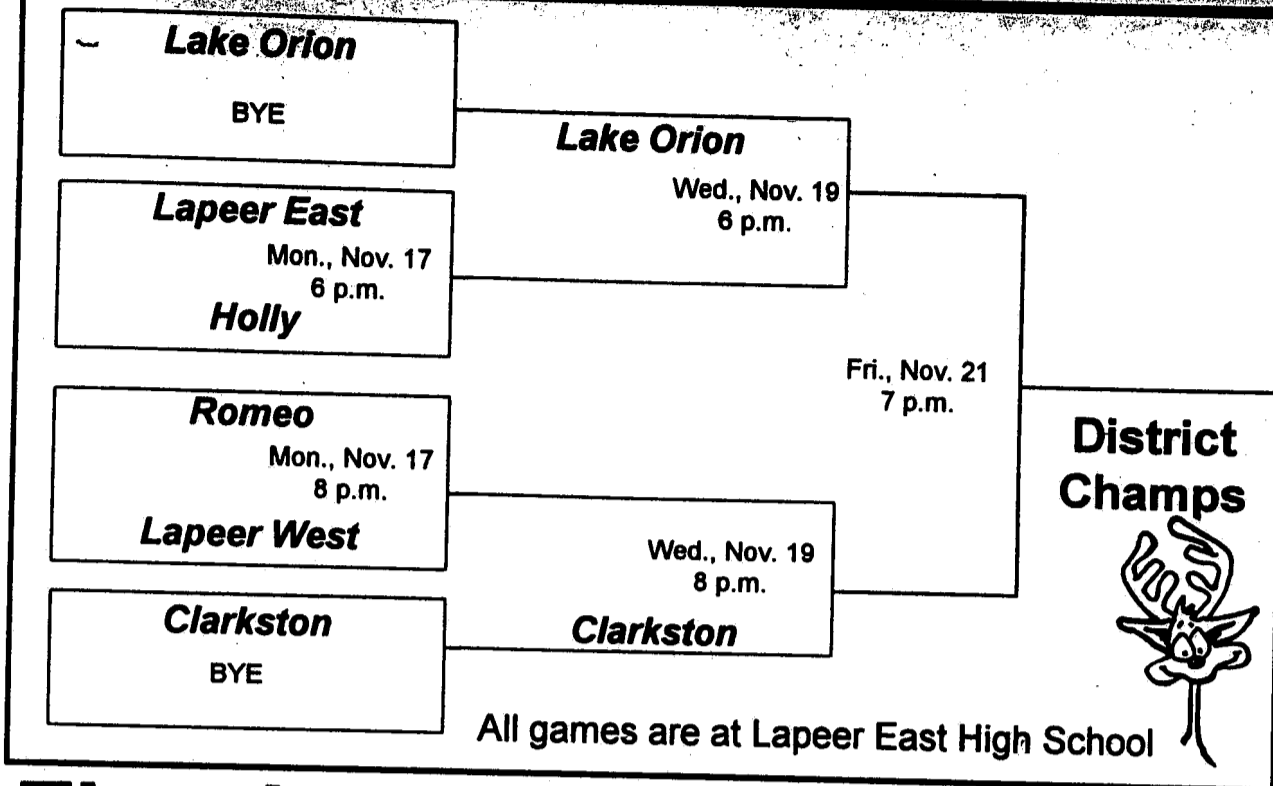 Lake Orion
BYE
Lapeer East
Mon., Nov. 17
6 p.m.
Holly
Romeo
Mon., Nov. 17
8 p.m.
Lapeer West
Clarkston
BYE
Lake Orion
Wed., Nov. 19
6 p.m.
Wed., Nov. 19
8 p.m.
Clarkston
Fri., Nov. 21
7 p.m.
District
Champs
All games are at Lapeer East High School